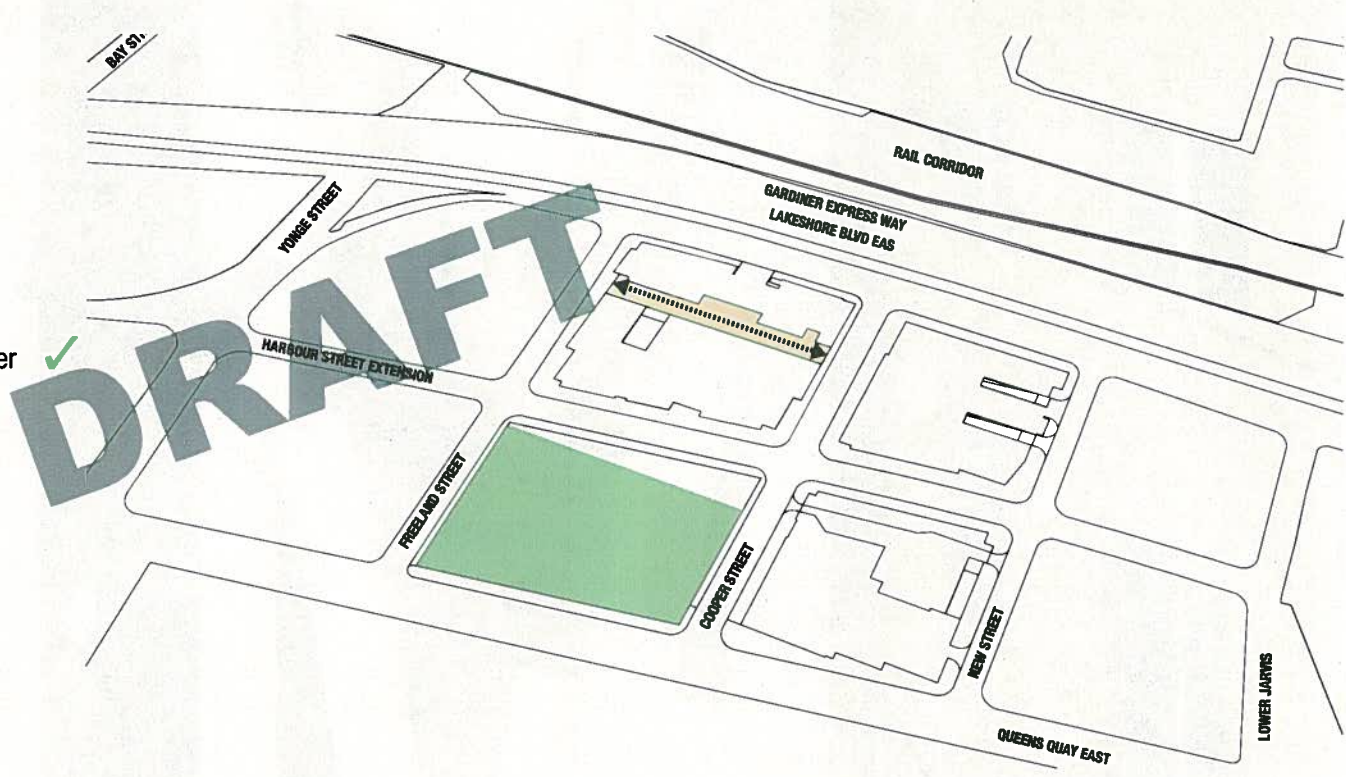 BAY ST.
RAIL CORRIDOR
GARDINER EXPRESS WAY
LAKESHORE BLVD EAS
YONGE STREET
DRAFT
er ✓
HARBOUR STREET EXTENSION
FREELAND STREET
COOPER STREET
NEW STREET
LOWER JARVIS
QUEENS QUAY EAST